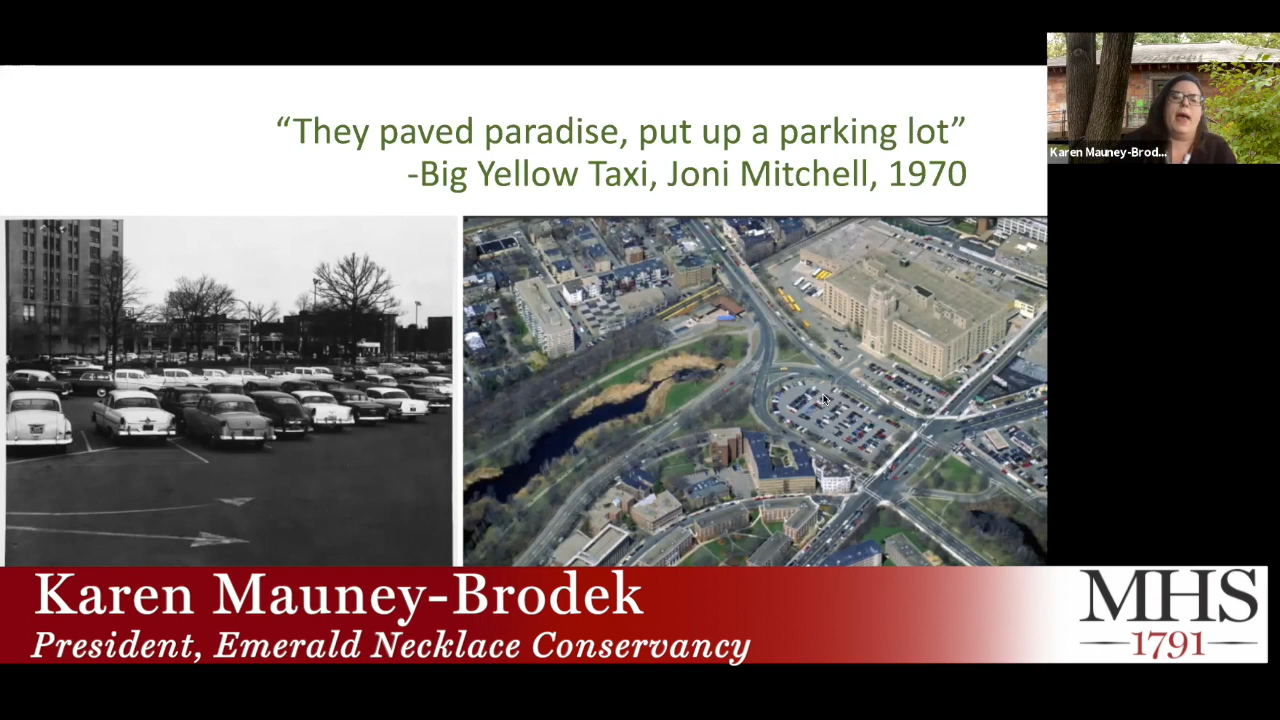 “They paved paradise, put up a parking lot”
-Big Yellow Taxi, Joni Mitchell, 1970
Karen Mauney-Brod...
Karen Mauney-Brodek
President, Emerald Necklace Conservancy
MHS
1791